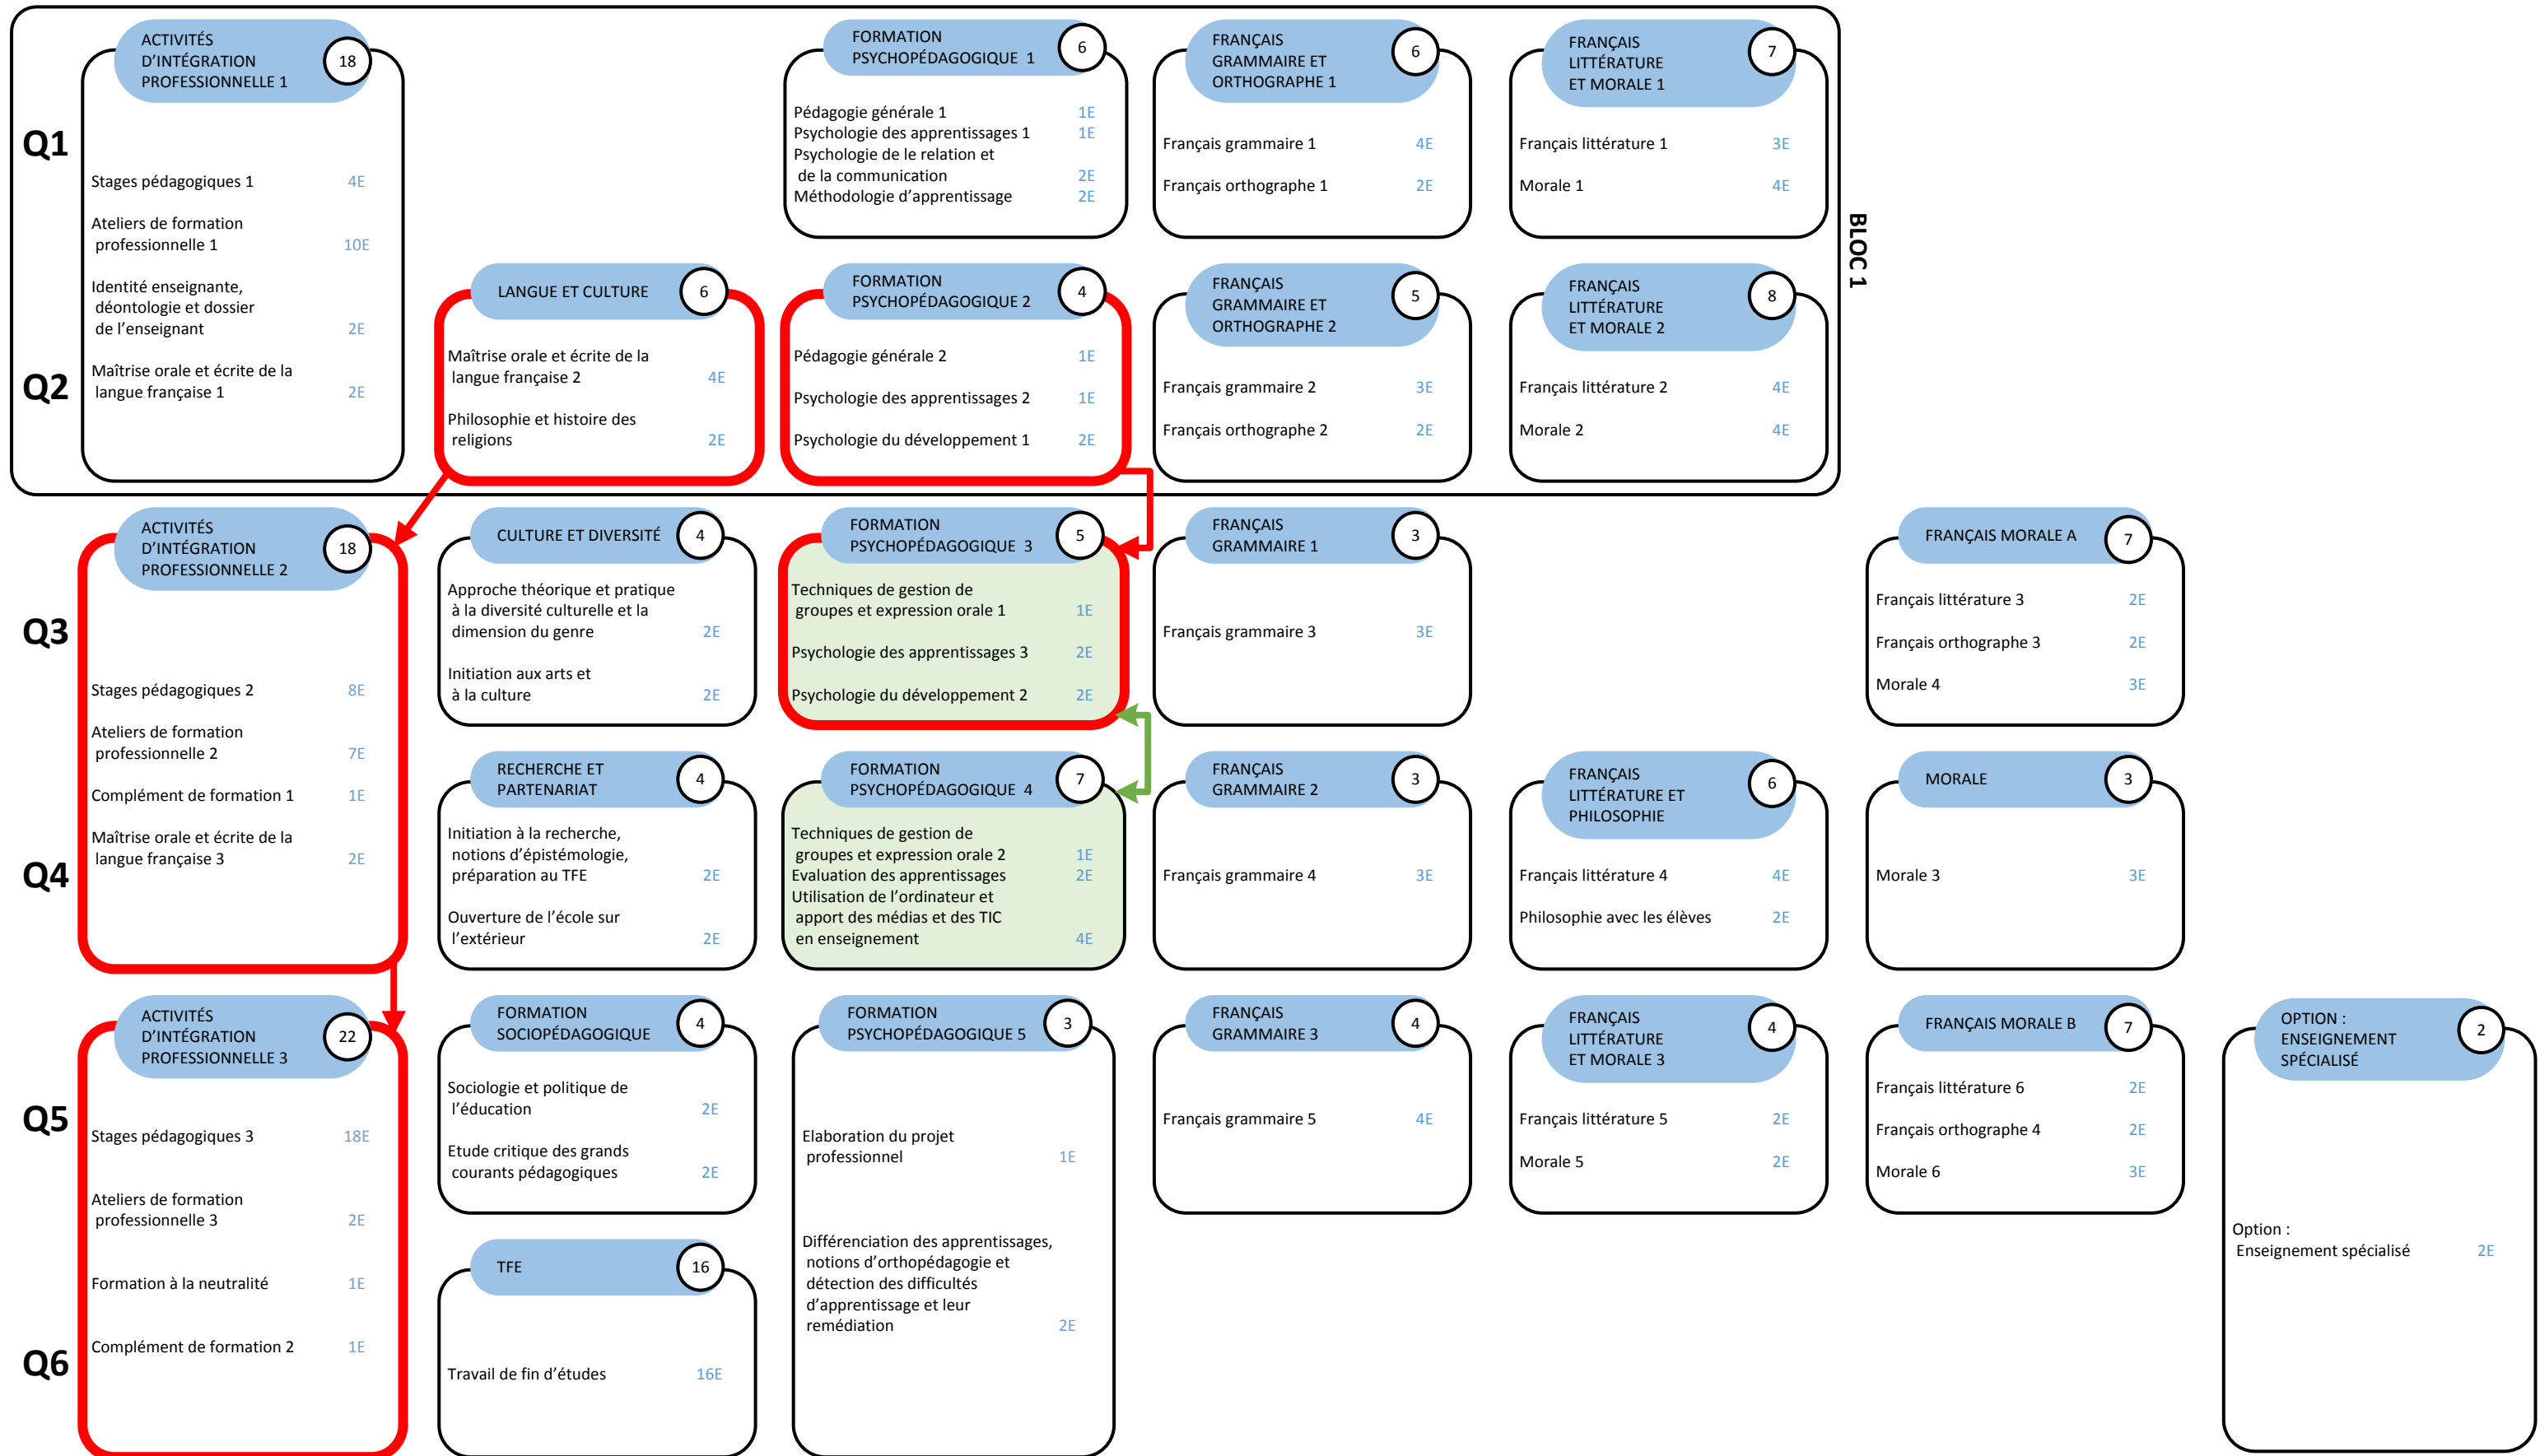 ACTIVITÉS
D'INTÉGRATION
PROFESSIONNELLE 1
18
Stages pédagogiques 1 4E
Ateliers de formation
professionnelle 1 10E
Identité enseignante,
déontologie et dossier
de l'enseignant 2E
Maîtrise orale et écrite de la
langue française 1 2E
FORMATION
PSYCHOPÉDAGOGIQUE 1
6
Pédagogie générale 1 1E
Psychologie des apprentissages 1 1E
Psychologie de le relation et
de la communication 2E
Méthodologie d'apprentissage 2E
FRANÇAIS
GRAMMAIRE ET
ORTHOGRAPHE 1
6
Français grammaire 1 4E
Français orthographe 1 2E
FRANÇAIS
LITTÉRATURE
ET MORALE 1
7
Français littérature 1 3E
Morale 1 4E
Q1
BLOC 1
LANGUE ET CULTURE
6
Maîtrise orale et écrite de la
langue française 2 4E
Philosophie et histoire des
religions 2E
FORMATION
PSYCHOPÉDAGOGIQUE 2
4
Pédagogie générale 2 1E
Psychologie des apprentissages 2 1E
Psychologie du développement 1 2E
FRANÇAIS
GRAMMAIRE ET
ORTHOGRAPHE 2
5
Français grammaire 2 3E
Français orthographe 2 2E
FRANÇAIS
LITTÉRATURE
ET MORALE 2
8
Français littérature 2 4E
Morale 2 4E
Q2
ACTIVITÉS
D'INTÉGRATION
PROFESSIONNELLE 2
18
Stages pédagogiques 2 8E
Ateliers de formation
professionnelle 2 7E
Complément de formation 1 1E
Maîtrise orale et écrite de la
langue française 3 2E
CULTURE ET DIVERSITÉ
4
Approche théorique et pratique
à la diversité culturelle et la
dimension du genre 2E
Initiation aux arts et
à la culture 2E
FORMATION
PSYCHOPÉDAGOGIQUE 3
5
Techniques de gestion de
groupes et expression orale 1 1E
Psychologie des apprentissages 3 2E
Psychologie du développement 2 2E
FRANÇAIS
GRAMMAIRE 1
3
Français grammaire 3 3E
FRANÇAIS MORALE A
7
Français littérature 3 2E
Français orthographe 3 2E
Morale 4 3E
Q3
RECHERCHE ET
PARTENARIAT
4
Initiation à la recherche,
notions d'épistémologie,
préparation au TFE 2E
Ouverture de l'école sur
l'extérieur 2E
FORMATION
PSYCHOPÉDAGOGIQUE 4
7
Techniques de gestion de
groupes et expression orale 2 1E
Evaluation des apprentissages 2E
Utilisation de l'ordinateur et
apport des médias et des TIC
en enseignement 4E
FRANÇAIS
GRAMMAIRE 2
3
Français grammaire 4 3E
FRANÇAIS
LITTÉRATURE ET
PHILOSOPHIE
6
Français littérature 4 4E
Philosophie avec les élèves 2E
MORALE
3
Morale 3 3E
Q4
ACTIVITÉS
D'INTÉGRATION
PROFESSIONNELLE 3
22
Stages pédagogiques 3 18E
Ateliers de formation
professionnelle 3 2E
Formation à la neutralité 1E
Complément de formation 2 1E
FORMATION
SOCIOPÉDAGOGIQUE
4
Sociologie et politique de
l'éducation 2E
Etude critique des grands
courants pédagogiques 2E
FORMATION
PSYCHOPÉDAGOGIQUE 5
3
Elaboration du projet
professionnel 1E
Différenciation des apprentissages,
notions d'orthopédagogie et
détection des difficultés
d'apprentissage et leur
remédiation 2E
FRANÇAIS
GRAMMAIRE 3
4
Français grammaire 5 4E
FRANÇAIS
LITTÉRATURE
ET MORALE 3
4
Français littérature 5 2E
Morale 5 2E
FRANÇAIS MORALE B
7
Français littérature 6 2E
Français orthographe 4 2E
Morale 6 3E
OPTION :
ENSEIGNEMENT
SPÉCIALISÉ
2
Option :
Enseignement spécialisé 2E
Q5
TFE
16
Travail de fin d'études 16E
Q6